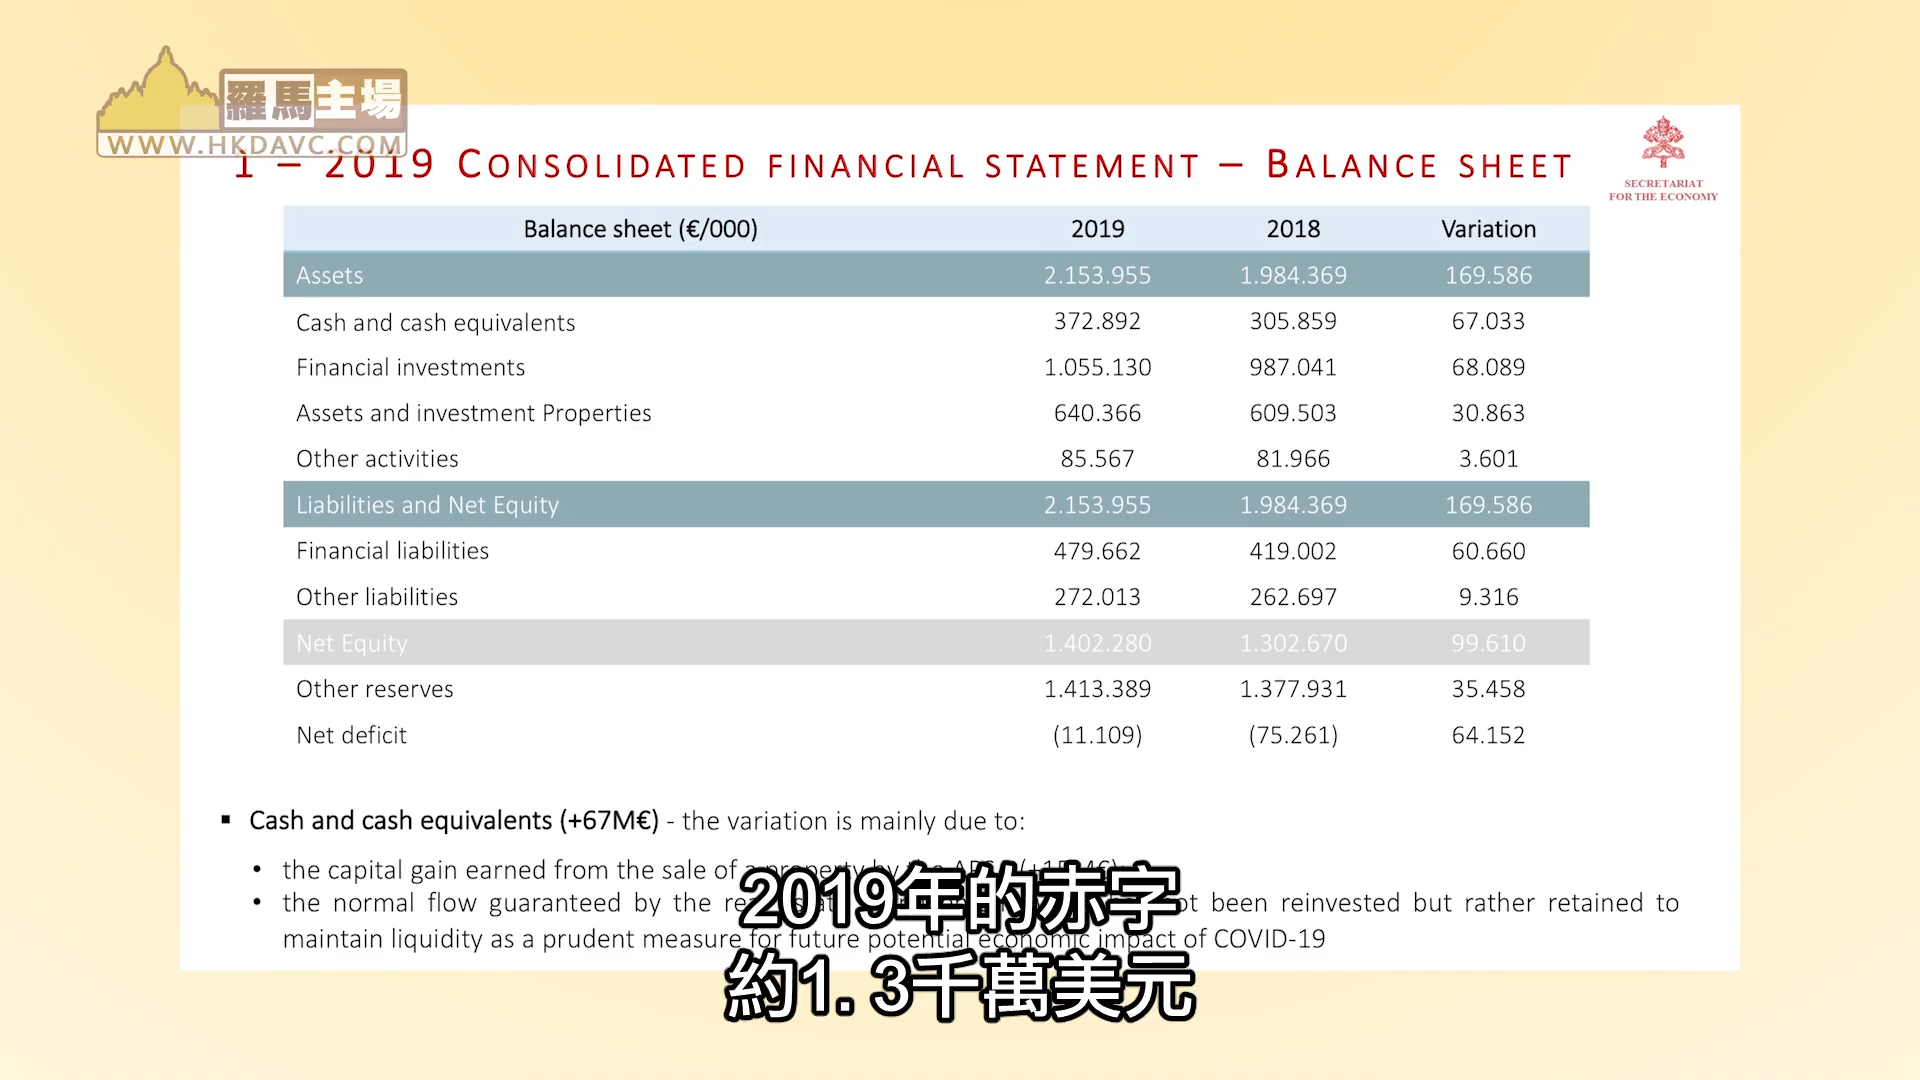 羅馬主場
WWW.HKDAVC.COM
1 – 2019 CONSOLIDATED FINANCIAL STATEMENT – BALANCE SHEET
SECRETARIAT
FOR THE ECONOMY
Balance sheet (€/000) 2019 2018 Variation
Assets 2.153.955 1.984.369 169.586
Cash and cash equivalents 372.892 305.859 67.033
Financial investments 1.055.130 987.041 68.089
Assets and investment Properties 640.366 609.503 30.863
Other activities 85.567 81.966 3.601
Liabilities and Net Equity 2.153.955 1.984.369 169.586
Financial liabilities 479.662 419.002 60.660
Other liabilities 272.013 262.697 9.316
Net Equity 1.402.280 1.302.670 99.610
Other reserves 1.413.389 1.377.931 35.458
Net deficit (11.109) (75.261) 64.152
▪ Cash and cash equivalents (+67M€) - the variation is mainly due to:
• the capital gain earned from the sale of a property by the
• the normal flow guaranteed by the been reinvested but rather retained to
maintain liquidity as a prudent measure for future potential economic impact of COVID-19
2019年的赤字
約1.3千萬美元